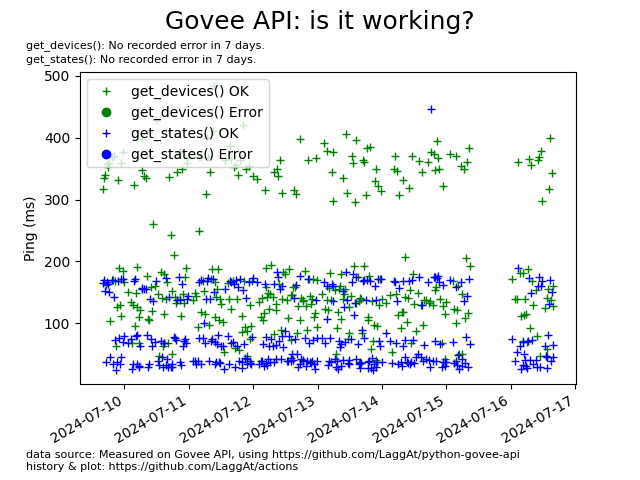 Govee API: is it working?
get_devices(): No recorded error in 7 days.
get_states(): No recorded error in 7 days.
500
400
300
200
100
Ping (ms)
get_devices() OK
get_devices() Error
get_states() OK
get_states() Error
2024-07-10
2024-07-11
2024-07-12
2024-07-13
2024-07-14
2024-07-15
2024-07-16
2024-07-17
data source: Measured on Govee API, using https://github.com/LaggAt/python-govee-api
history & plot: https://github.com/LaggAt/actions